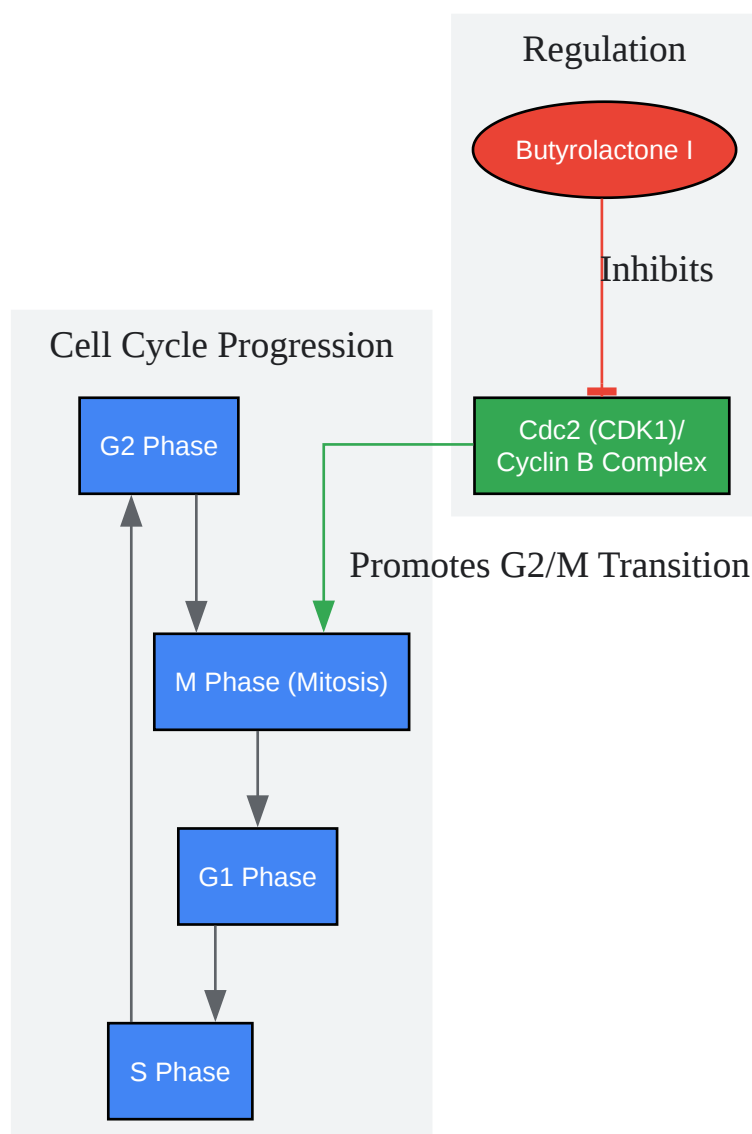 Regulation
Butyrolactone I
Inhibits
Cell Cycle Progression
G2 Phase
Cdc2 (CDK1)/
Cyclin B Complex
Promotes G2/M Transition
M Phase (Mitosis)
G1 Phase
S Phase